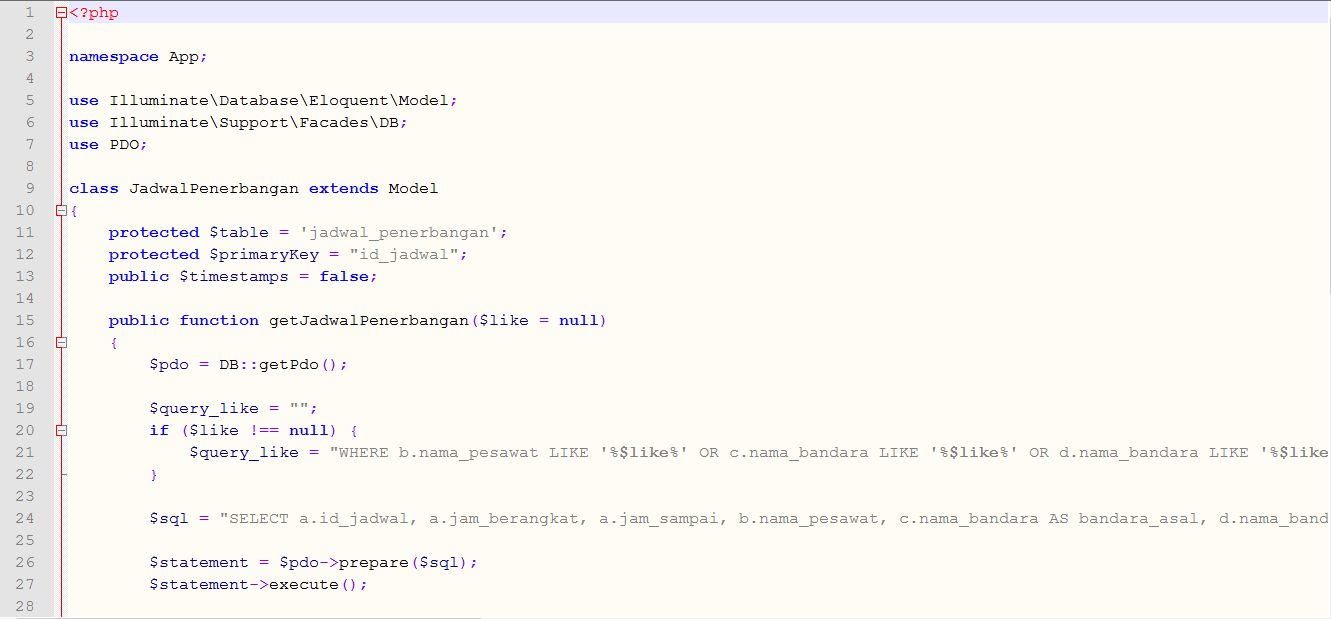 1 <?php
2
3 namespace App;
4
5 use Illuminate\Database\Eloquent\Model;
6 use Illuminate\Support\Facades\DB;
7 use PDO;
8
9 class JadwalPenerbangan extends Model
10 {
11 protected $table = 'jadwal_penerbangan';
12 protected $primaryKey = "id_jadwal";
13 public $timestamps = false;
14
15 public function getJadwalPenerbangan($like = null)
16 {
17 $pdo = DB::getPdo();
18
19 $query_like = "";
20 if ($like !== null) {
21 $query_like = "WHERE b.nama_pesawat LIKE '%$like%' OR c.nama_bandara LIKE '%$like%' OR d.nama_bandara LIKE '%$like
22 }
23
24 $sql = "SELECT a.id_jadwal, a.jam_berangkat, a.jam_sampai, b.nama_pesawat, c.nama_bandara AS bandara_asal, d.nama_band
25
26 $statement = $pdo->prepare($sql);
27 $statement->execute();
28